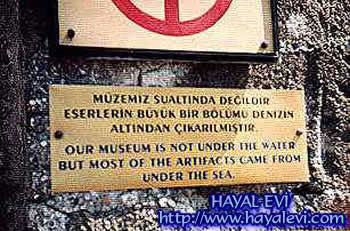 MÜZEMİZ SUALTINDA DEĞİLDİR
ESERLERİN BÜYÜK BİR BÖLÜMÜ DENİZİN
ALTINDAN ÇIKARILMIŞTIR.
OUR MUSEUM IS NOT UNDER THE WATER
BUT MOST OF THE ARTIFACTS CAME FROM
UNDER THE SEA.
HAYAL EVİ
http://www.hayalevi.com